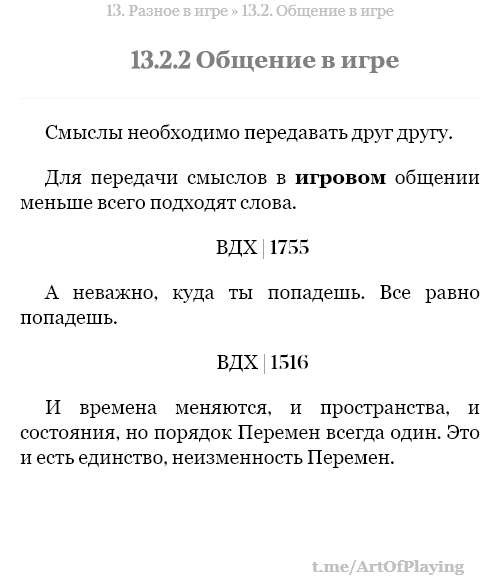 13. Разное в игре » 13.2. Общение в игре
13.2.2 Общение в игре
Смыслы необходимо передавать друг другу.
Для передачи смыслов в игровом общении
меньше всего подходят слова.
ВДХ | 1755
А неважно, куда ты попадешь. Все равно
попадешь.
ВДХ | 1516
И времена меняются, и пространства, и
состояния, но порядок Перемен всегда один. Это
и есть единство, неизменность Перемен.
t.me/ArtOfPlaying